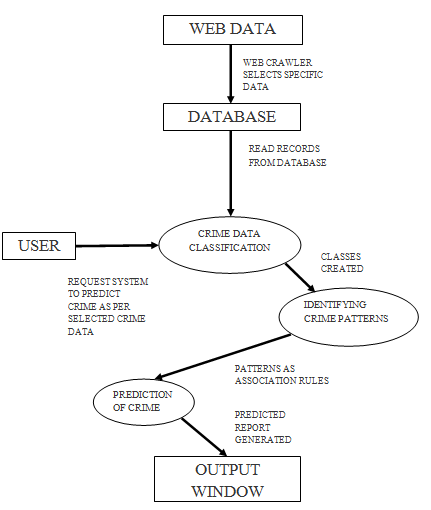 WEB DATA
WEB CRAWLER
SELECTS SPECIFIC
DATA
DATABASE
READ RECORDS
FROM DATABASE
CRIME DATA
CLASSIFICATION
USER
CLASSES
CREATED
REQUEST SYSTEM
TO PREDICT
CRIME AS PER
SELECTED CRIME
DATA
IDENTIFYING
CRIME PATTERNS
PATTERNS AS
ASSOCIATION RULES
PREDICTION
OF CRIME
PREDICTED
REPORT
GENERATED
OUTPUT
WINDOW